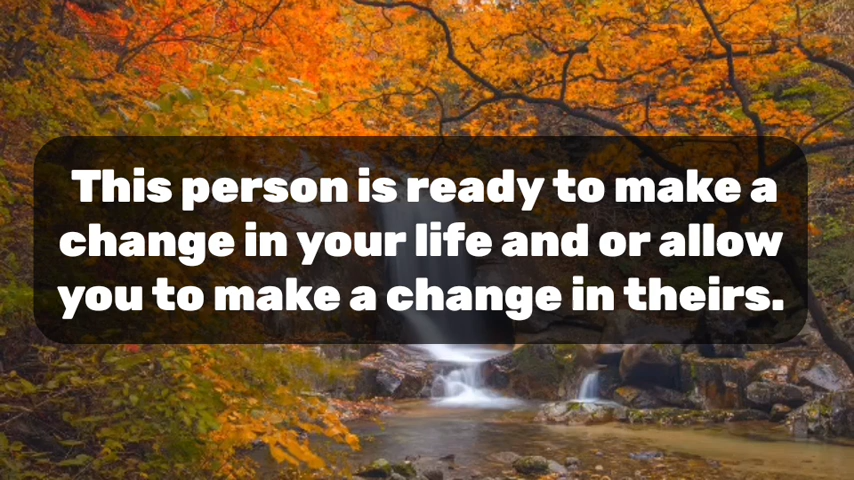 This person is ready to make a
change in your life and or allow
you to make a change in theirs.